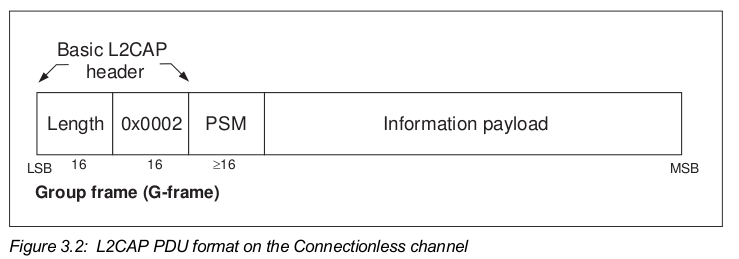 Basic L2CAP
header
Length 0x0002 PSM Information payload
LSB 16 16 ≥16 MSB
Group frame (G-frame)
Figure 3.2: L2CAP PDU format on the Connectionless channel